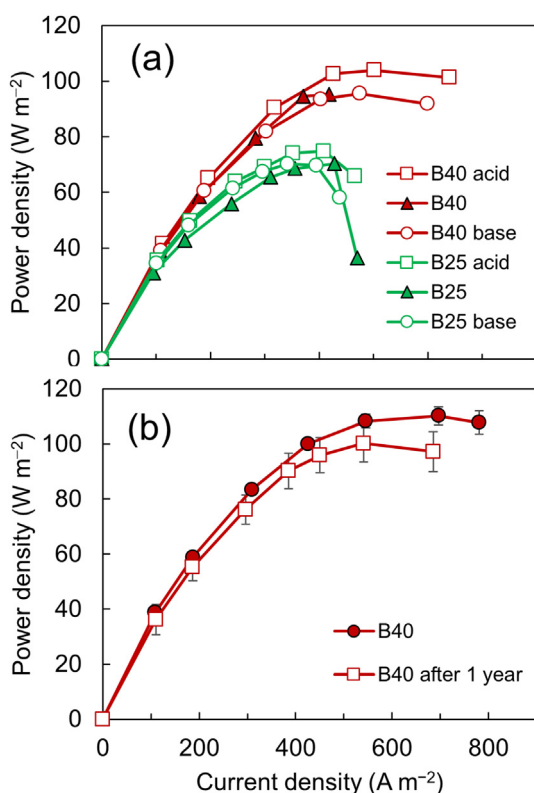 (a)
Power density (W m⁻²)
120
100
80
60
40
20
0
B40 acid
B40
B40 base
B25 acid
B25
B25 base
(b)
Power density (W m⁻²)
120
100
80
60
40
20
0
B40
B40 after 1 year
0 200 400 600 800
Current density (A m⁻²)